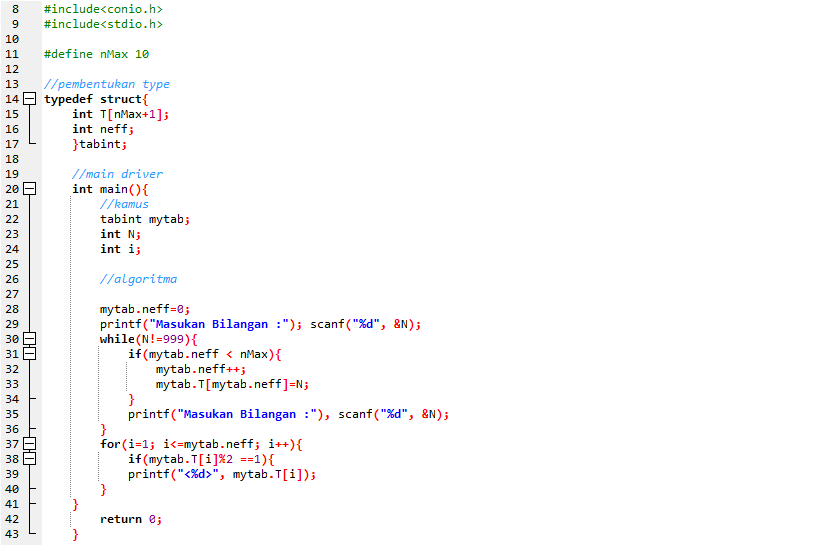 8 #include<conio.h>
9 #include<stdio.h>
10
11 #define nMax 10
12
13 //pembentukan type
14 typedef struct{
15 int T[nMax+1];
16 int neff;
17 }tabint;
18
19 //main driver
20 int main(){
21 //kamus
22 tabint mytab;
23 int N;
24 int i;
25
26 //algoritma
27
28 mytab.neff=0;
29 printf("Masukan Bilangan :"); scanf("%d", &N);
30 while(N!=999){
31 if(mytab.neff < nMax){
32 mytab.neff++;
33 mytab.T[mytab.neff]=N;
34 }
35 printf("Masukan Bilangan :"), scanf("%d", &N);
36 }
37 for(i=1; i<=mytab.neff; i++){
38 if(mytab.T[i]%2 ==1){
39 printf("<%d>", mytab.T[i]);
40 }
41 }
42 return 0;
43 }